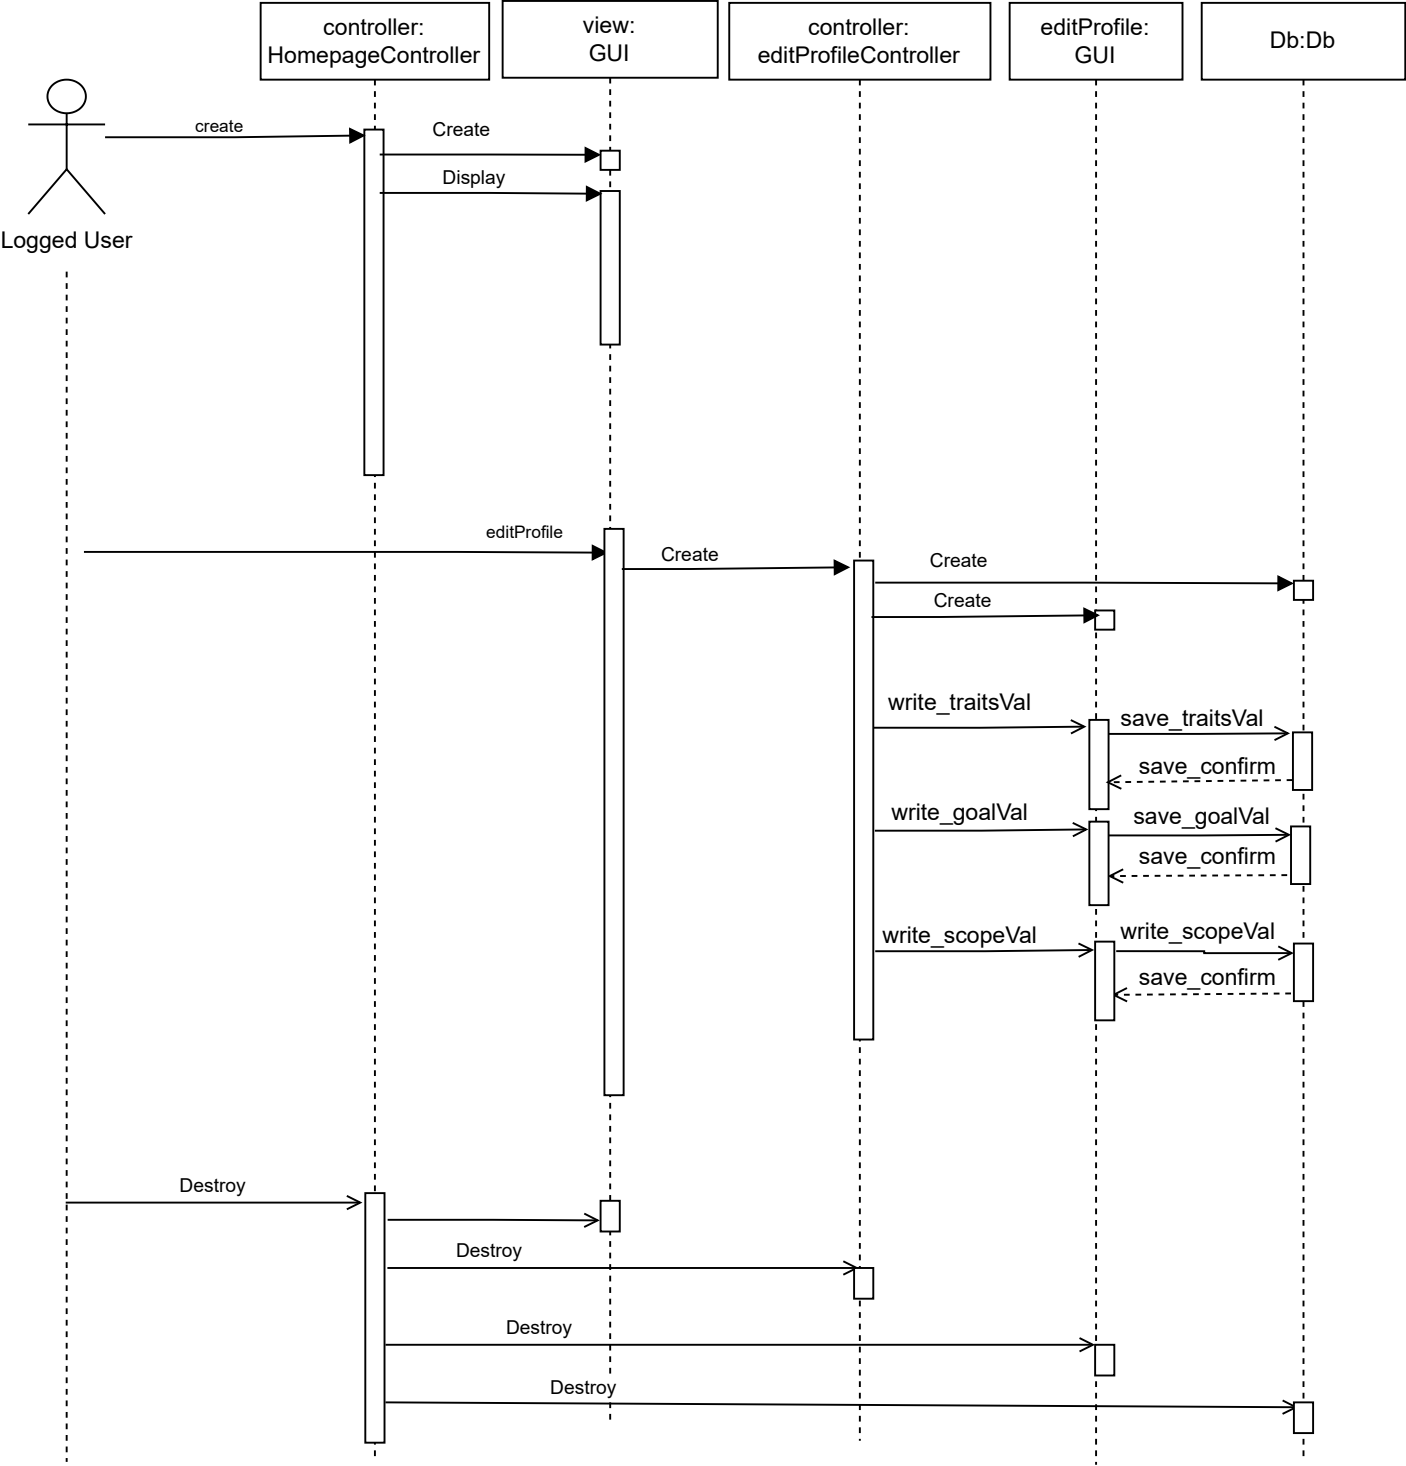 controller:
HomepageController
view:
GUI
controller:
editProfileController
editProfile:
GUI
Db:Db
create
Create
Display
Logged User
editProfile
Create
Create
Create
write_traitsVal
save_traitsVal
save_confirm
write_goalVal
save_goalVal
save_confirm
write_scopeVal
write_scopeVal
save_confirm
Destroy
Destroy
Destroy
Destroy